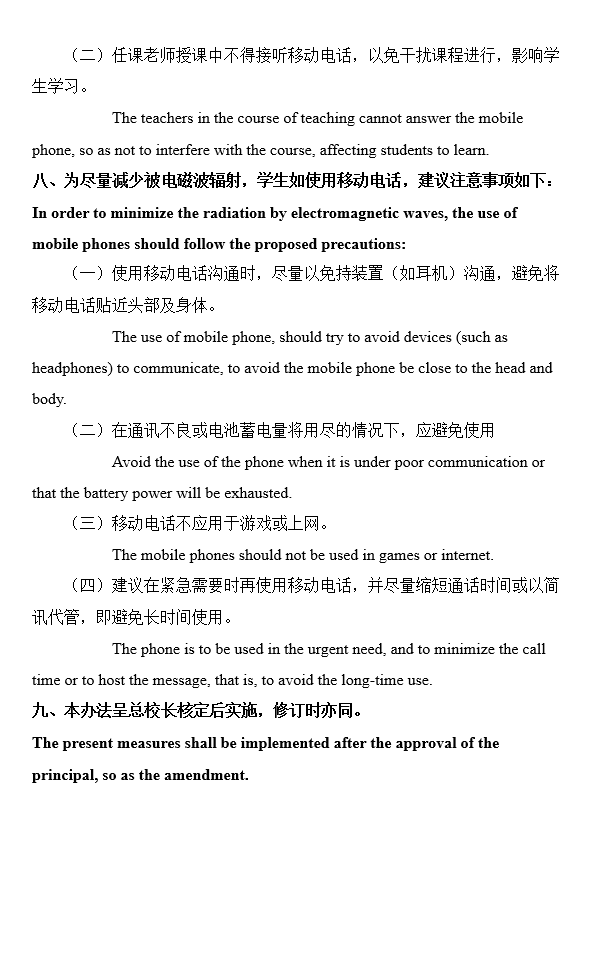 （二）任课老师授课中不得接听移动电话，以免干扰课程进行，影响学
生学习。
The teachers in the course of teaching cannot answer the mobile
phone, so as not to interfere with the course, affecting students to learn.
八、为尽量减少被电磁波辐射，学生如使用移动电话，建议注意事项如下：
In order to minimize the radiation by electromagnetic waves, the use of
mobile phones should follow the proposed precautions:
（一）使用移动电话沟通时，尽量以免持装置（如耳机）沟通，避免将
移动电话贴近头部及身体。
The use of mobile phone, should try to avoid devices (such as
headphones) to communicate, to avoid the mobile phone be close to the head and
body.
（二）在通讯不良或电池蓄电量将用尽的情况下，应避免使用
Avoid the use of the phone when it is under poor communication or
that the battery power will be exhausted.
（三）移动电话不应用于游戏或上网。
The mobile phones should not be used in games or internet.
（四）建议在紧急需要时再使用移动电话，并尽量缩短通话时间或以简
讯代管，即避免长时间使用。
The phone is to be used in the urgent need, and to minimize the call
time or to host the message, that is, to avoid the long-time use.
九、本办法呈总校长核定后实施，修订时亦同。
The present measures shall be implemented after the approval of the
principal, so as the amendment.